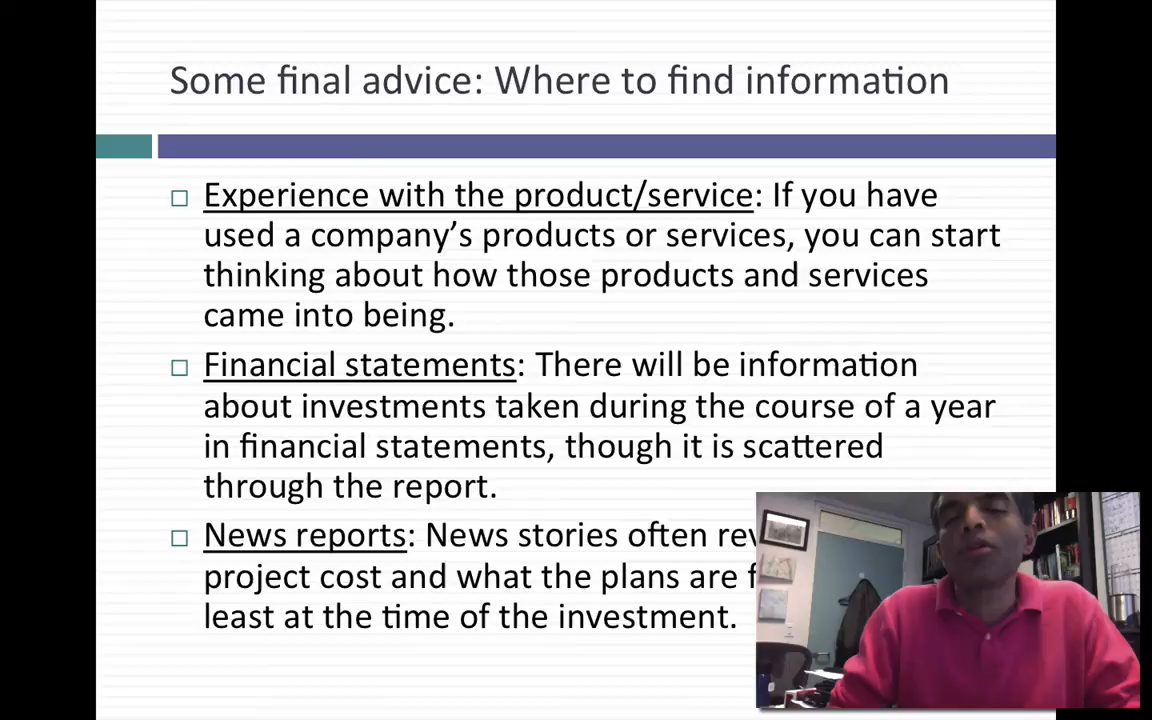 Some final advice: Where to find information
Experience with the product/service: If you have
used a company’s products or services, you can start
thinking about how those products and services
came into being.
Financial statements: There will be information
about investments taken during the course of a year
in financial statements, though it is scattered
through the report.
News reports: News stories often
project cost and what the plans are
least at the time of the investment.